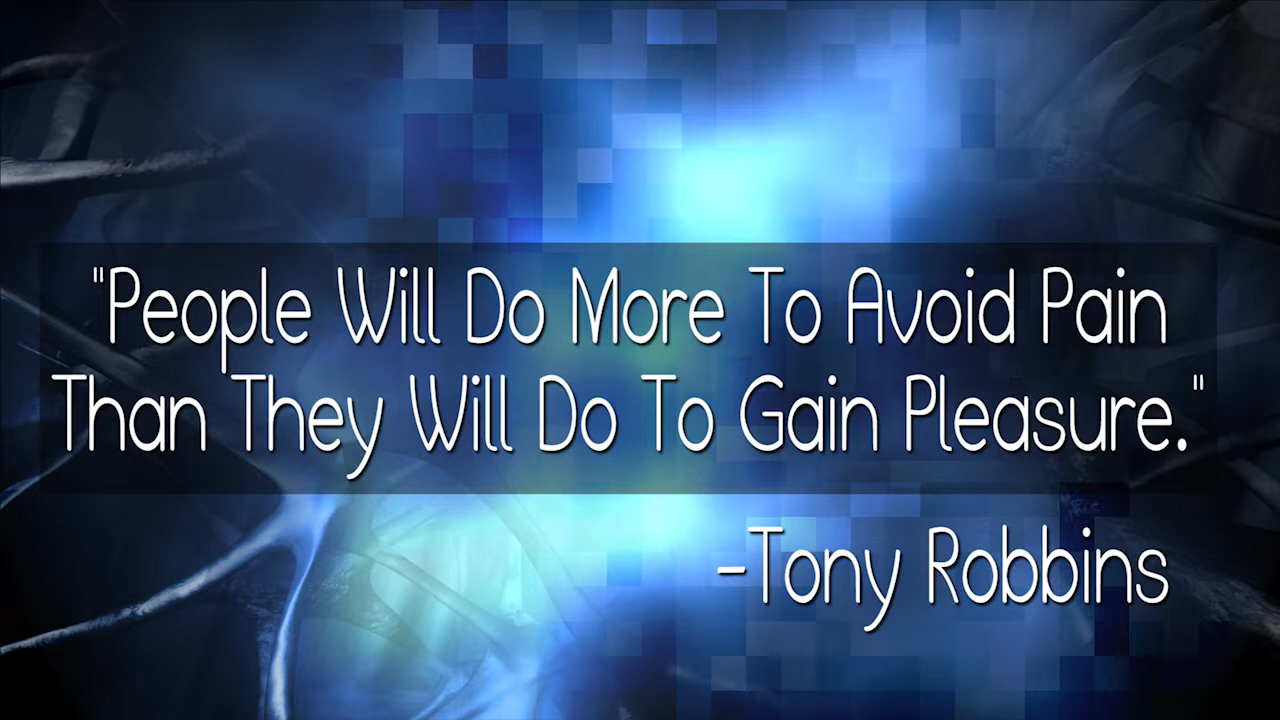 "People Will Do More To Avoid Pain
Than They Will Do To Gain Pleasure."
-Tony Robbins